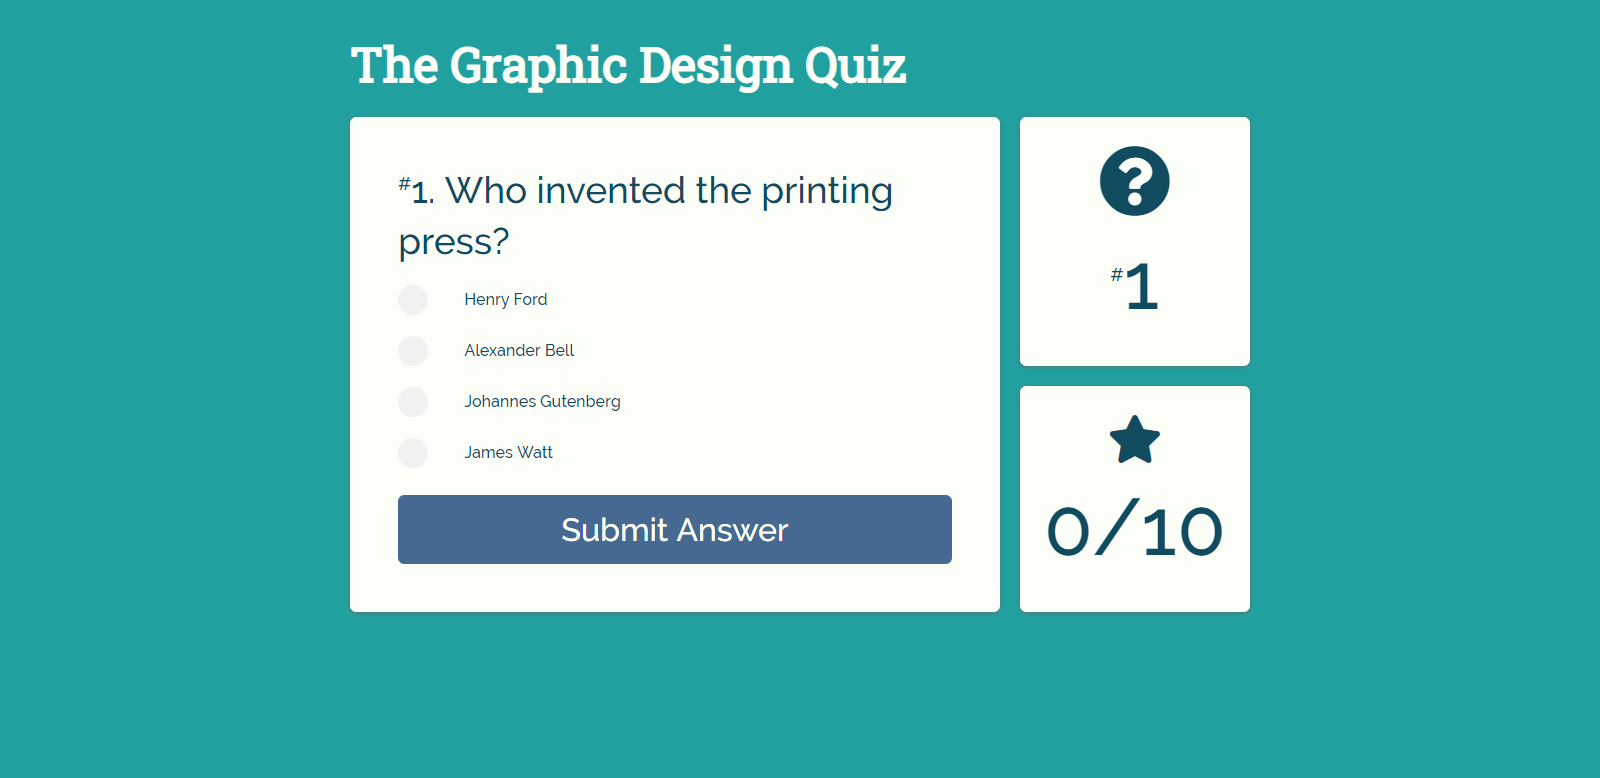 The Graphic Design Quiz
#1. Who invented the printing
press?
Henry Ford
Alexander Bell
Johannes Gutenberg
James Watt
Submit Answer
?
#1
0/10